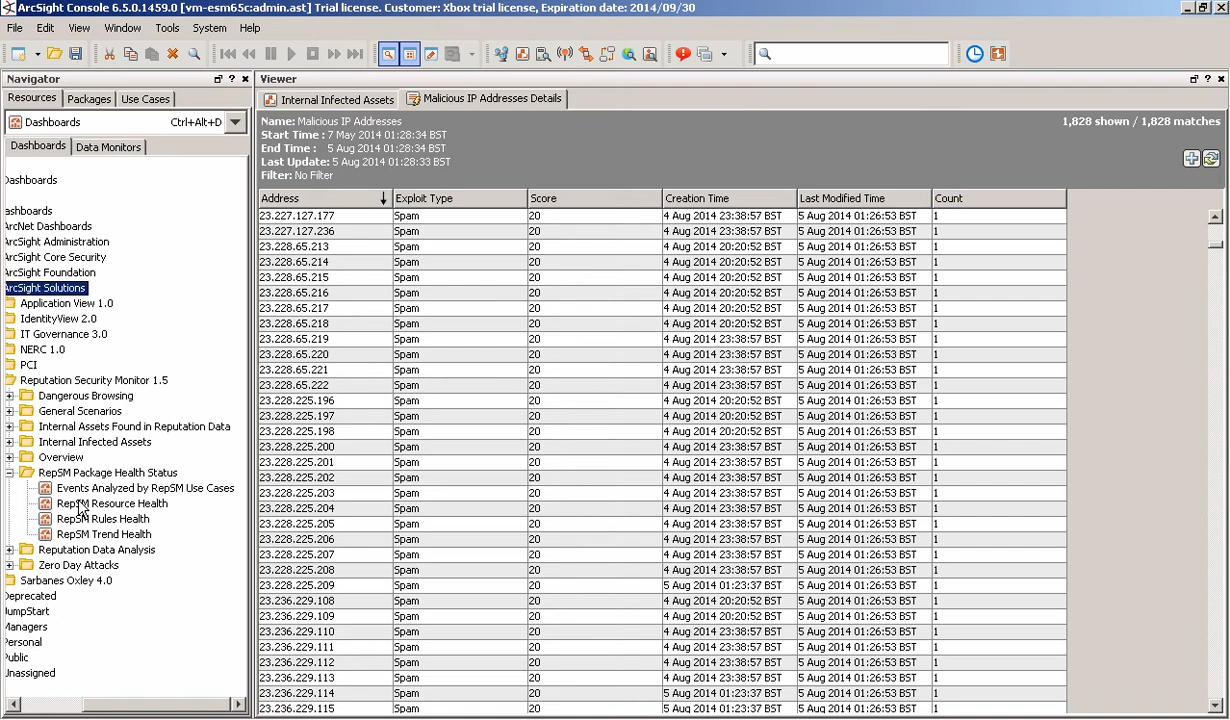 ArcSight Console 6.5.0.1459.0 [vm-esm65c:admin.ast] Trial license. Customer: Xbox trial license, Expiration date: 2014/09/30
File Edit View Window Tools System Help
Navigator
Resources Packages Use Cases
Dashboards Ctrl+Alt+D
Dashboards Data Monitors
Dashboards
ashboards
ArcNet Dashboards
ArcSight Administration
ArcSight Core Security
ArcSight Foundation
ArcSight Solutions
Application View 1.0
IdentityView 2.0
IT Governance 3.0
NERC 1.0
PCI
Reputation Security Monitor 1.5
Dangerous Browsing
General Scenarios
Internal Assets Found in Reputation Data
Internal Infected Assets
Overview
RepSM Package Health Status
Events Analyzed by RepSM Use Cases
RepSM Resource Health
RepSM Rules Health
RepSM Trend Health
Reputation Data Analysis
Zero Day Attacks
Sarbanes Oxley 4.0
Deprecated
JumpStart
Managers
Personal
Public
Unassigned
Viewer
Internal Infected Assets Malicious IP Addresses Details
Name: Malicious IP Addresses 1,828 shown / 1,828 matches
Start Time : 7 May 2014 01:28:34 BST
End Time : 5 Aug 2014 01:28:34 BST
Last Update: 5 Aug 2014 01:28:33 BST
Filter: No Filter
Address Exploit Type Score Creation Time Last Modified Time Count
23.227.127.177 Spam 20 4 Aug 2014 23:38:57 BST 5 Aug 2014 01:26:53 BST 1
23.227.127.236 Spam 20 4 Aug 2014 23:38:57 BST 5 Aug 2014 01:26:53 BST 1
23.228.65.213 Spam 20 4 Aug 2014 20:20:52 BST 5 Aug 2014 01:26:53 BST 1
23.228.65.214 Spam 20 4 Aug 2014 20:20:52 BST 5 Aug 2014 01:26:53 BST 1
23.228.65.215 Spam 20 4 Aug 2014 23:38:57 BST 5 Aug 2014 01:26:53 BST 1
23.228.65.216 Spam 20 4 Aug 2014 20:20:52 BST 5 Aug 2014 01:26:53 BST 1
23.228.65.217 Spam 20 4 Aug 2014 23:38:57 BST 5 Aug 2014 01:26:53 BST 1
23.228.65.218 Spam 20 4 Aug 2014 20:20:52 BST 5 Aug 2014 01:26:53 BST 1
23.228.65.219 Spam 20 4 Aug 2014 23:38:57 BST 5 Aug 2014 01:26:53 BST 1
23.228.65.220 Spam 20 4 Aug 2014 23:38:57 BST 5 Aug 2014 01:26:53 BST 1
23.228.65.221 Spam 20 4 Aug 2014 23:38:57 BST 5 Aug 2014 01:26:53 BST 1
23.228.65.222 Spam 20 4 Aug 2014 23:38:57 BST 5 Aug 2014 01:26:53 BST 1
23.228.225.196 Spam 20 4 Aug 2014 20:20:52 BST 5 Aug 2014 01:26:53 BST 1
23.228.225.197 Spam 20 4 Aug 2014 20:20:52 BST 5 Aug 2014 01:26:53 BST 1
23.228.225.198 Spam 20 4 Aug 2014 20:20:52 BST 5 Aug 2014 01:26:53 BST 1
23.228.225.200 Spam 20 4 Aug 2014 23:38:57 BST 5 Aug 2014 01:26:53 BST 1
23.228.225.201 Spam 20 4 Aug 2014 23:38:57 BST 5 Aug 2014 01:26:53 BST 1
23.228.225.202 Spam 20 4 Aug 2014 23:38:57 BST 5 Aug 2014 01:26:53 BST 1
23.228.225.203 Spam 20 4 Aug 2014 23:38:57 BST 5 Aug 2014 01:26:53 BST 1
23.228.225.204 Spam 20 4 Aug 2014 20:20:52 BST 5 Aug 2014 01:26:53 BST 1
23.228.225.205 Spam 20 4 Aug 2014 23:38:57 BST 5 Aug 2014 01:26:53 BST 1
23.228.225.206 Spam 20 4 Aug 2014 20:20:52 BST 5 Aug 2014 01:26:53 BST 1
23.228.225.207 Spam 20 4 Aug 2014 23:38:57 BST 5 Aug 2014 01:26:53 BST 1
23.228.225.208 Spam 20 4 Aug 2014 20:20:52 BST 5 Aug 2014 01:26:53 BST 1
23.228.225.209 Spam 20 5 Aug 2014 01:23:37 BST 5 Aug 2014 01:26:53 BST 1
23.236.229.108 Spam 20 4 Aug 2014 20:20:52 BST 5 Aug 2014 01:26:53 BST 1
23.236.229.109 Spam 20 4 Aug 2014 20:20:52 BST 5 Aug 2014 01:26:53 BST 1
23.236.229.110 Spam 20 4 Aug 2014 23:38:57 BST 5 Aug 2014 01:26:53 BST 1
23.236.229.111 Spam 20 4 Aug 2014 23:38:57 BST 5 Aug 2014 01:26:53 BST 1
23.236.229.112 Spam 20 4 Aug 2014 23:38:57 BST 5 Aug 2014 01:26:53 BST 1
23.236.229.113 Spam 20 4 Aug 2014 23:38:57 BST 5 Aug 2014 01:26:53 BST 1
23.236.229.114 Spam 20 5 Aug 2014 01:23:37 BST 5 Aug 2014 01:26:53 BST 1
23.236.229.115 Spam 20 5 Aug 2014 01:23:37 BST 5 Aug 2014 01:26:53 BST 1